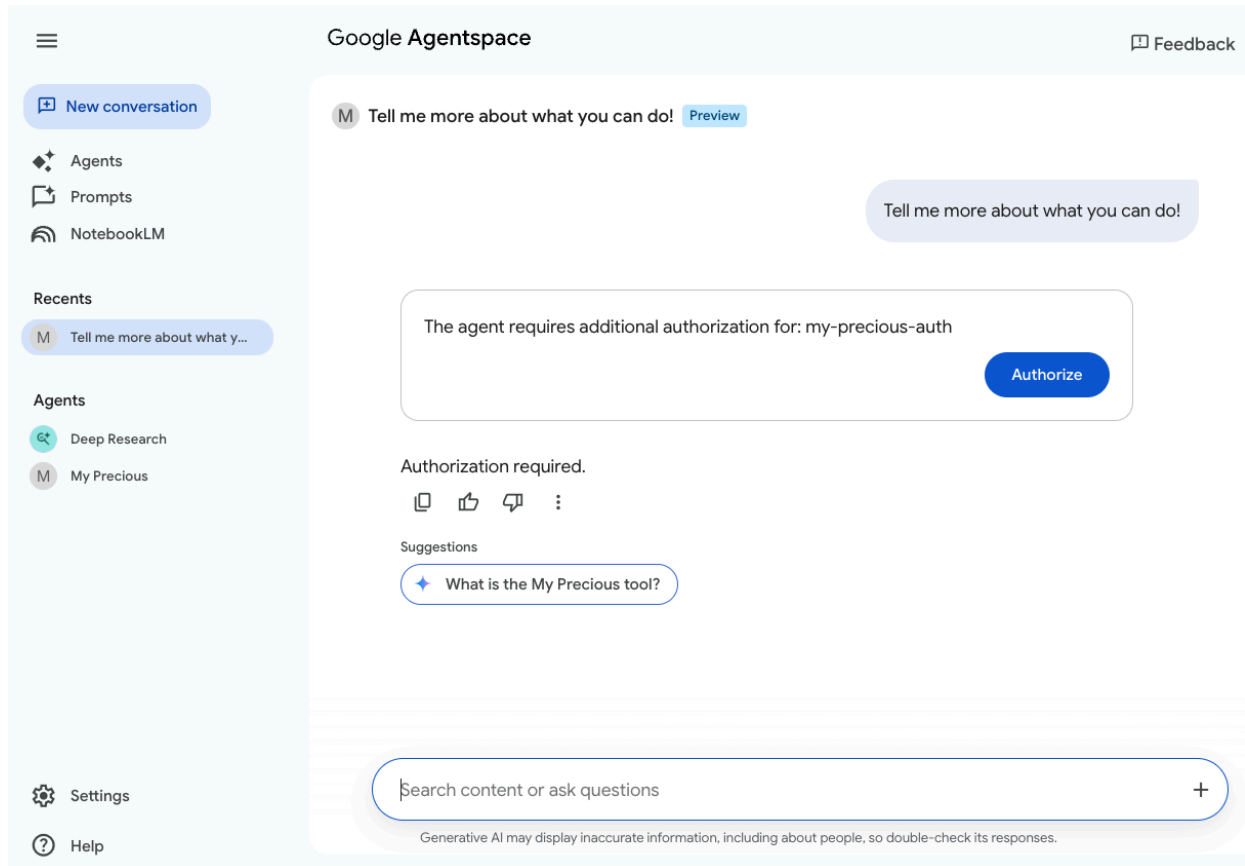 Google Agentspace
Feedback
New conversation
Agents
Prompts
NotebookLM
Recents
M Tell me more about what y...
Agents
Deep Research
M My Precious
Settings
Help
M Tell me more about what you can do! Preview
Tell me more about what you can do!
The agent requires additional authorization for: my-precious-auth
Authorize
Authorization required.
Suggestions
What is the My Precious tool?
Search content or ask questions
Generative AI may display inaccurate information, including about people, so double-check its responses.